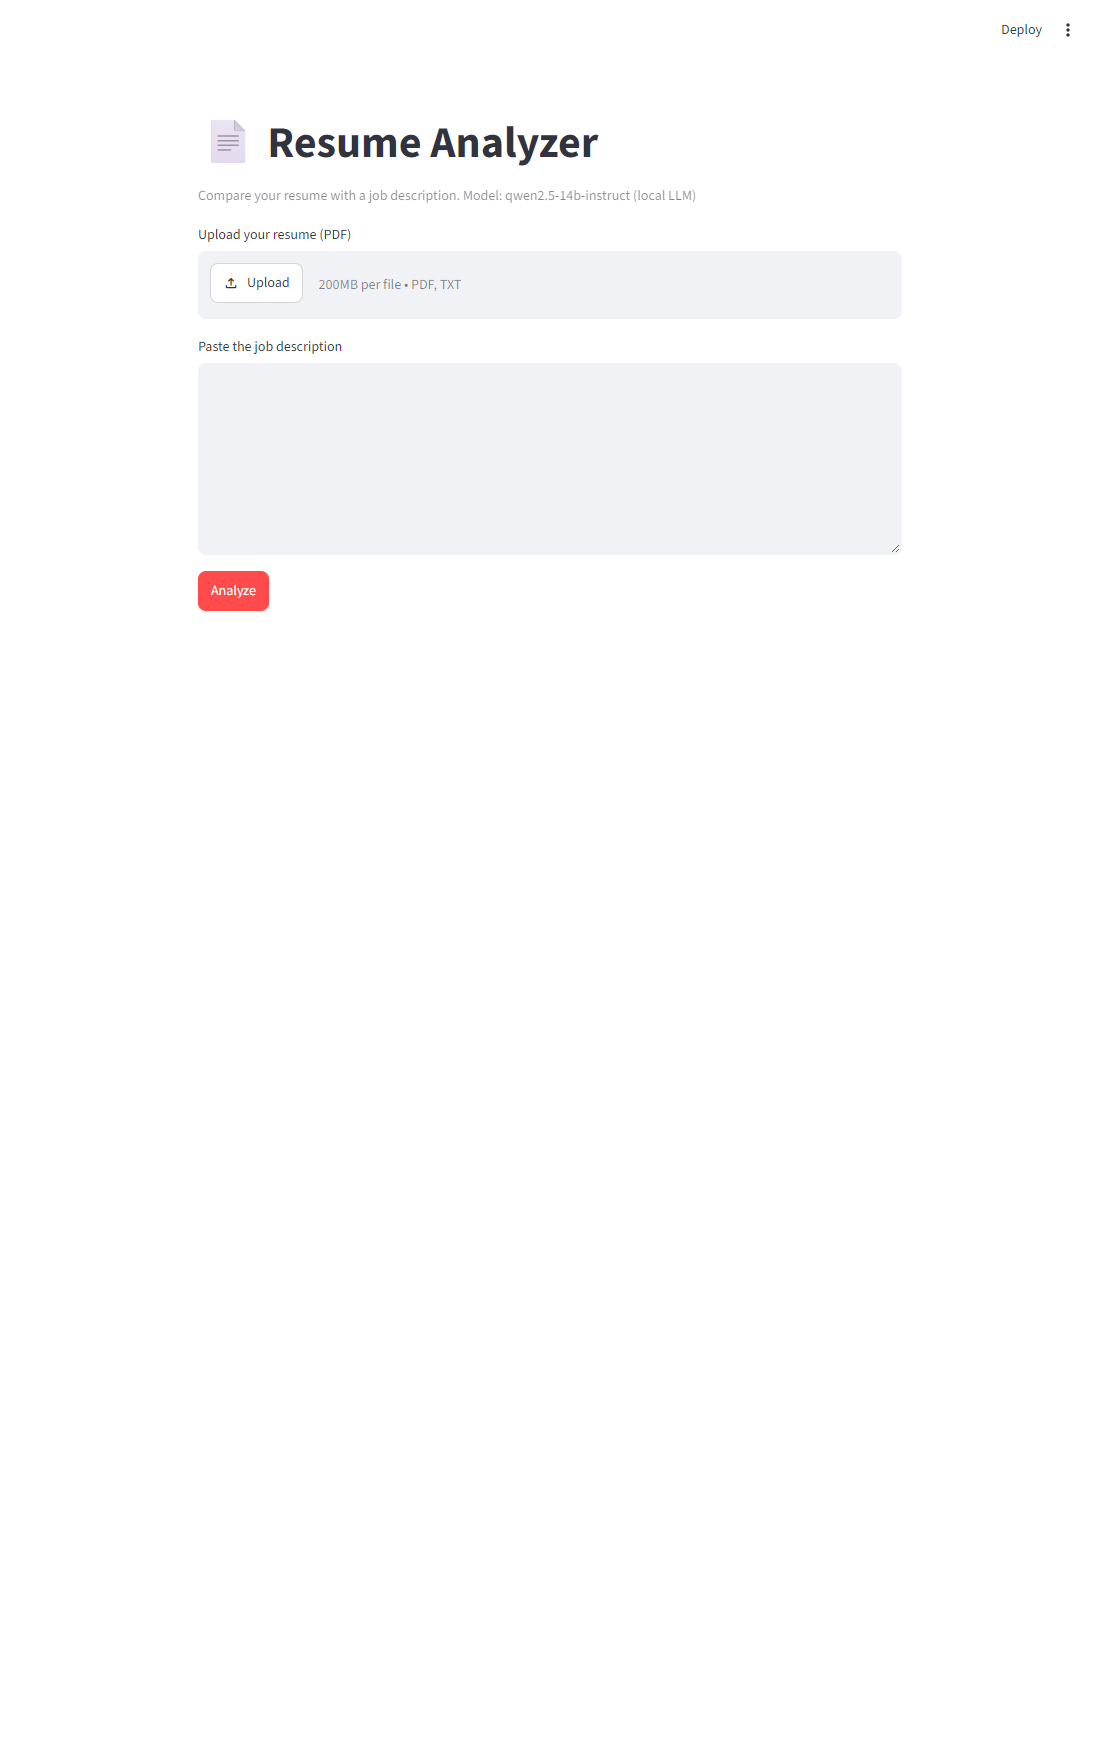 Deploy
Resume Analyzer
Compare your resume with a job description. Model: qwen2.5-14b-instruct (local LLM)
Upload your resume (PDF)
Upload
200MB per file • PDF, TXT
Paste the job description
Analyze